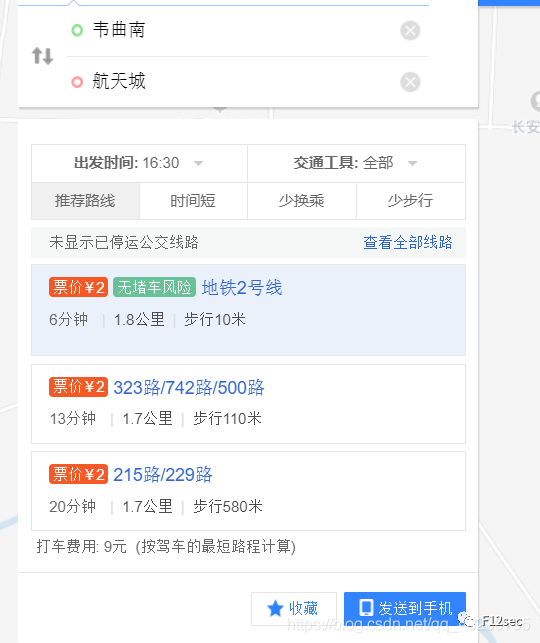 韦曲南
航天城
长安
出发时间: 16:30 交通工具: 全部
推荐路线 时间短 少换乘 少步行
未显示已停运公交线路 查看全部线路
票价¥2 无堵车风险 地铁2号线
6分钟 | 1.8公里 | 步行10米
票价¥2 323路/742路/500路
13分钟 | 1.7公里 | 步行110米
票价¥2 215路/229路
20分钟 | 1.7公里 | 步行580米
打车费用: 9元 (按驾车的最短路程计算)
收藏 发送到手机
F12sec